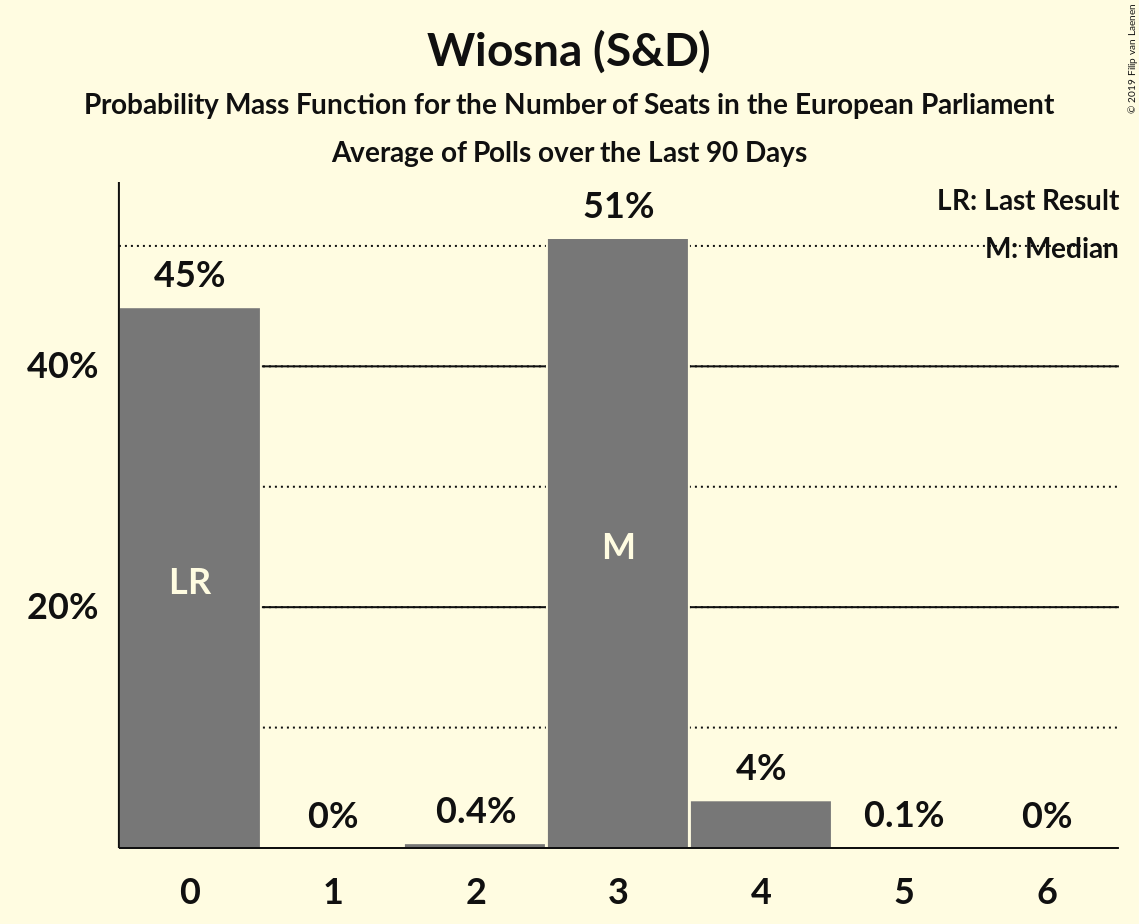 Wiosna (S&D)
Probability Mass Function for the Number of Seats in the European Parliament
Average of Polls over the Last 90 Days
© 2019 Filip van Laenen
LR: Last Result
M: Median
51%
45%
40%
M
LR
20%
4%
0%
0.4%
0.1%
0%
0 1 2 3 4 5 6